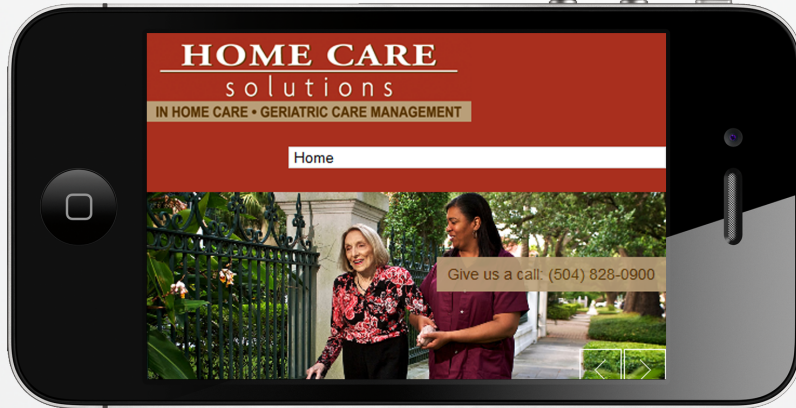 HOME CARE
solutions
IN HOME CARE • GERIATRIC CARE MANAGEMENT
Home
Give us a call: (504) 828-0900